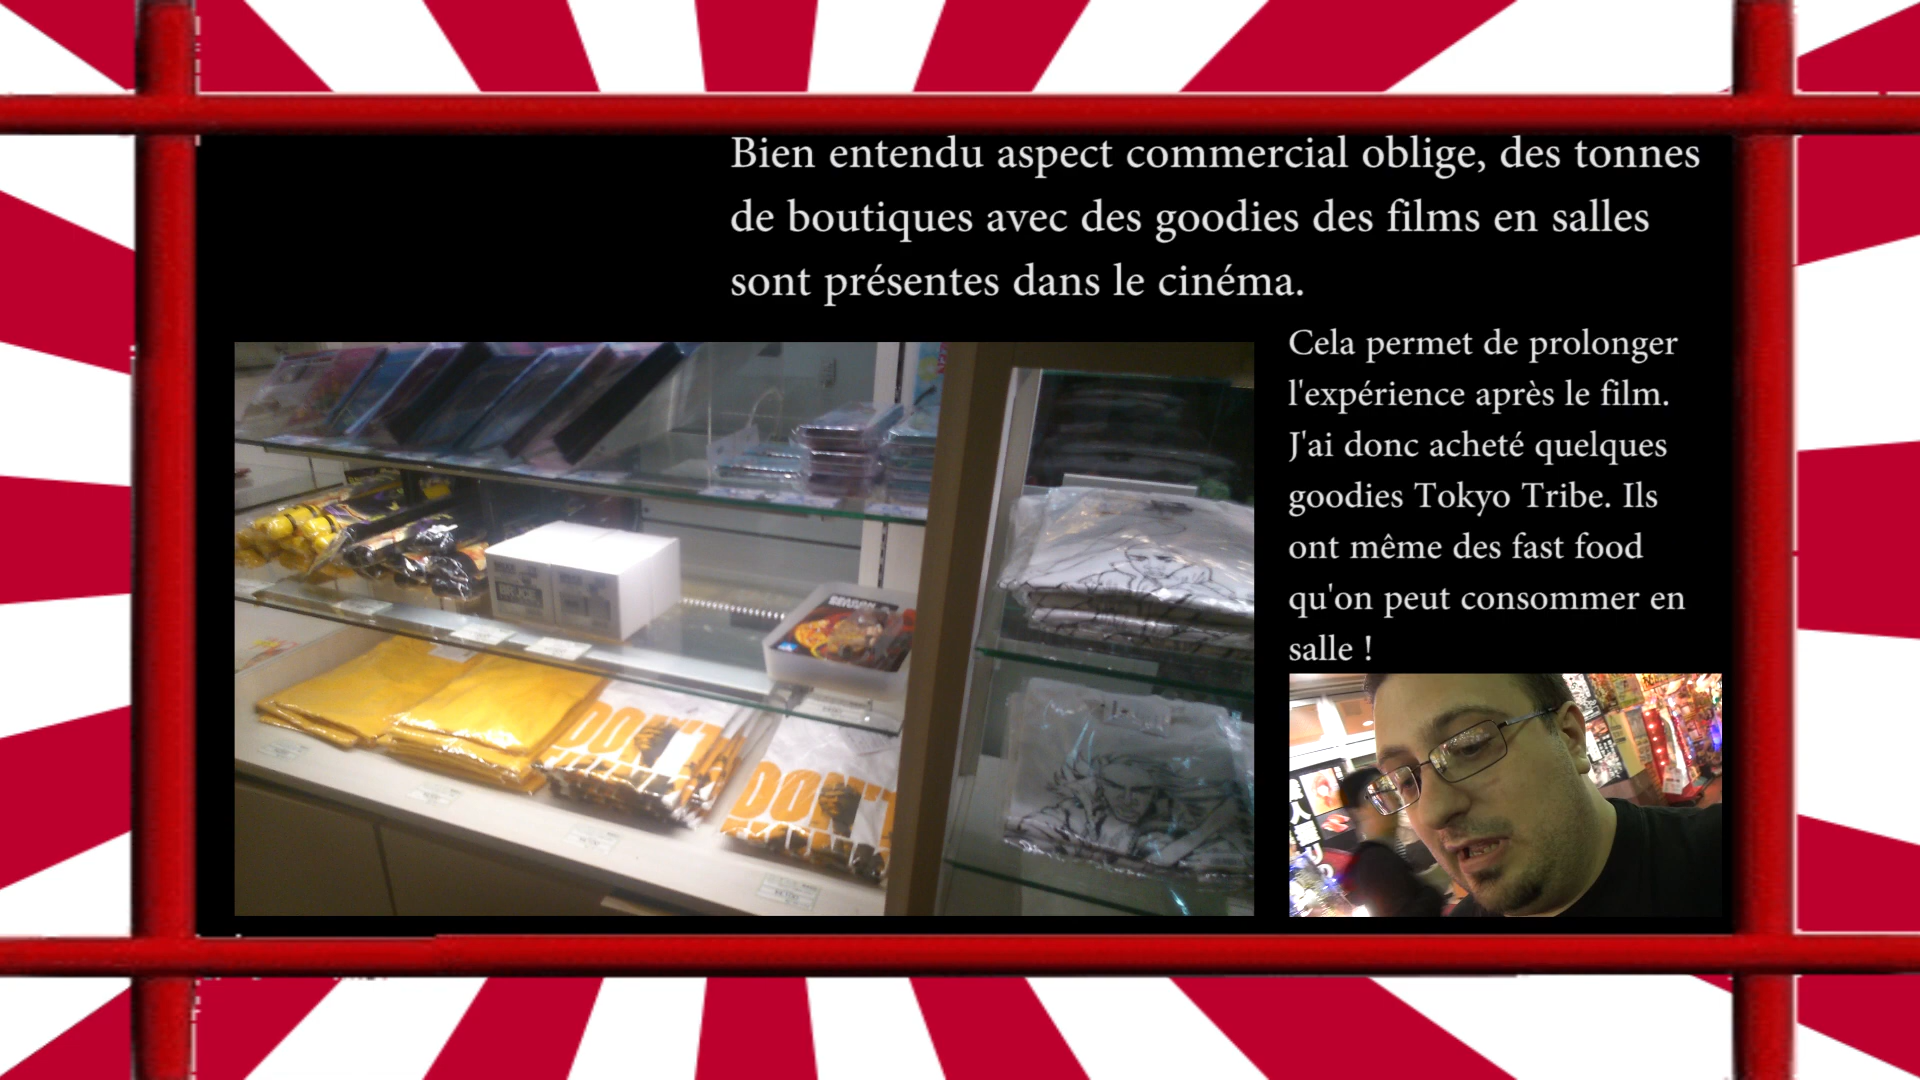 Bien entendu aspect commercial oblige, des tonnes
de boutiques avec des goodies des films en salles
sont présentes dans le cinéma.
Cela permet de prolonger
l'expérience après le film.
J'ai donc acheté quelques
goodies Tokyo Tribe. Ils
ont même des fast food
qu'on peut consommer en
salle !
DON'T
DON'T